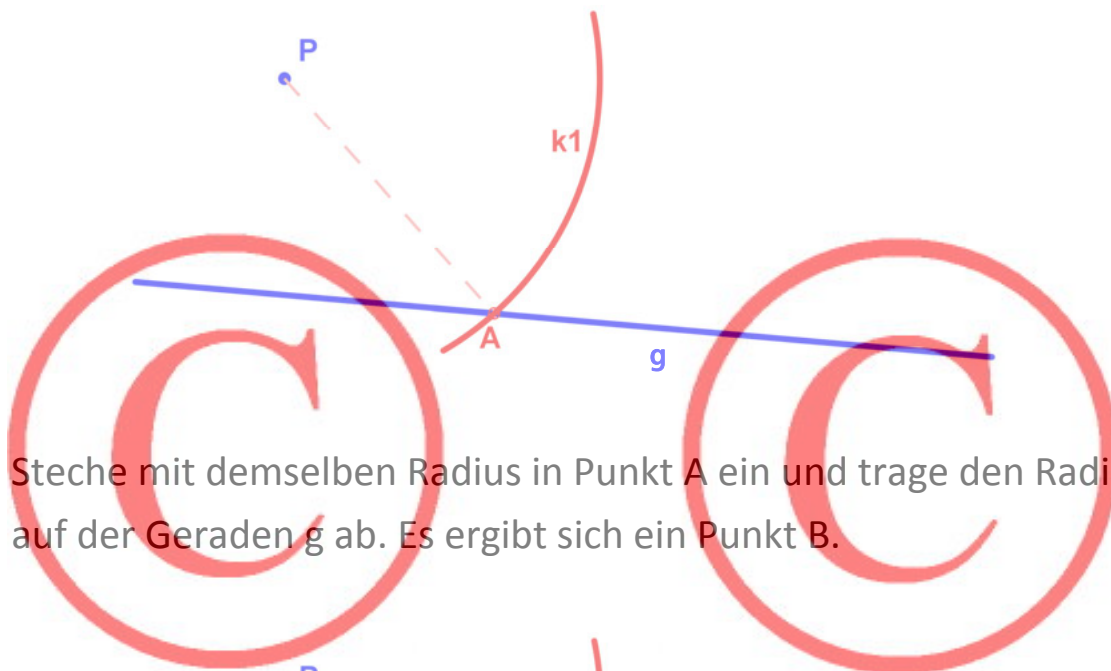 P
k1
A
g
C
C
Steche mit demselben Radius in Punkt A ein und trage den Radi
auf der Geraden g ab. Es ergibt sich ein Punkt B.